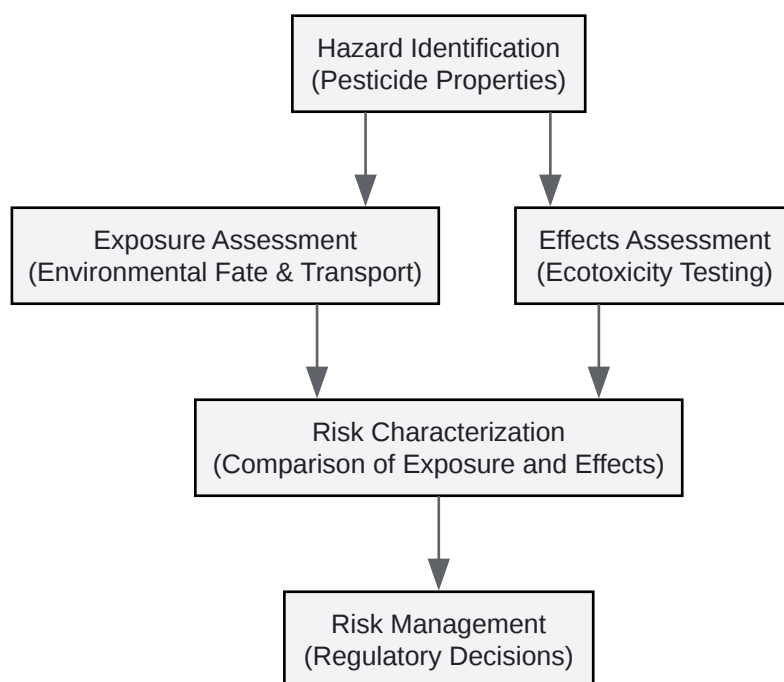 Hazard Identification
(Pesticide Properties)
Exposure Assessment
(Environmental Fate & Transport)
Effects Assessment
(Ecotoxicity Testing)
Risk Characterization
(Comparison of Exposure and Effects)
Risk Management
(Regulatory Decisions)